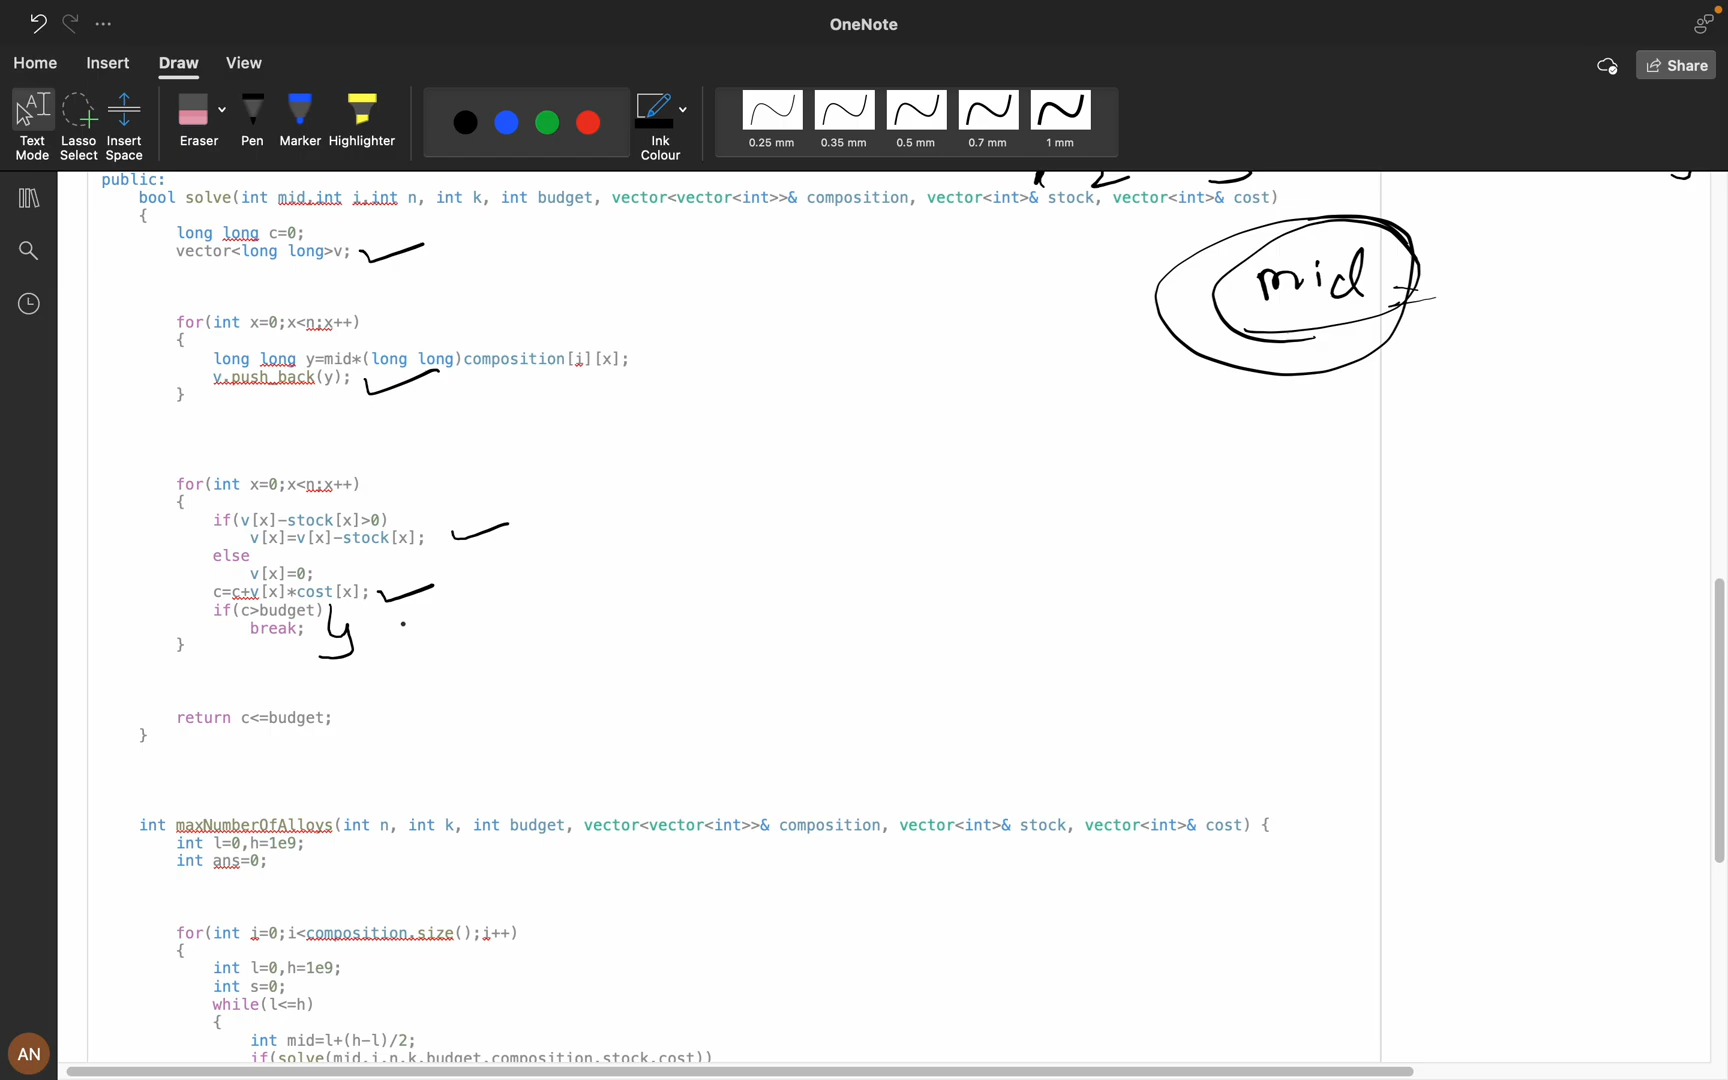 OneNote
Home Insert Draw View
Share
Text Mode
Lasso Select
Insert Space
Eraser
Pen
Marker
Highlighter
Ink Colour
0.25 mm
0.35 mm
0.5 mm
0.7 mm
1 mm
public:
bool solve(int mid,int i,int n, int k, int budget, vector<vector<int>>& composition, vector<int>& stock, vector<int>& cost)
{
long long c=0;
vector<long long>v;
mid
for(int x=0;x<n;x++)
{
long long y=mid*(long long)composition[i][x];
v.push_back(y);
}
for(int x=0;x<n;x++)
{
if(v[x]-stock[x]>0)
v[x]=v[x]-stock[x];
else
v[x]=0;
c=c+v[x]*cost[x];
if(c>budget)
break;
y
}
return c<=budget;
}
int maxNumberOfAlloys(int n, int k, int budget, vector<vector<int>>& composition, vector<int>& stock, vector<int>& cost) {
int l=0,h=1e9;
int ans=0;
for(int i=0;i<composition.size();i++)
{
int l=0,h=1e9;
int s=0;
while(l<=h)
{
int mid=l+(h-l)/2;
if(solve(mid,i,n,k,budget,composition,stock,cost))
AN